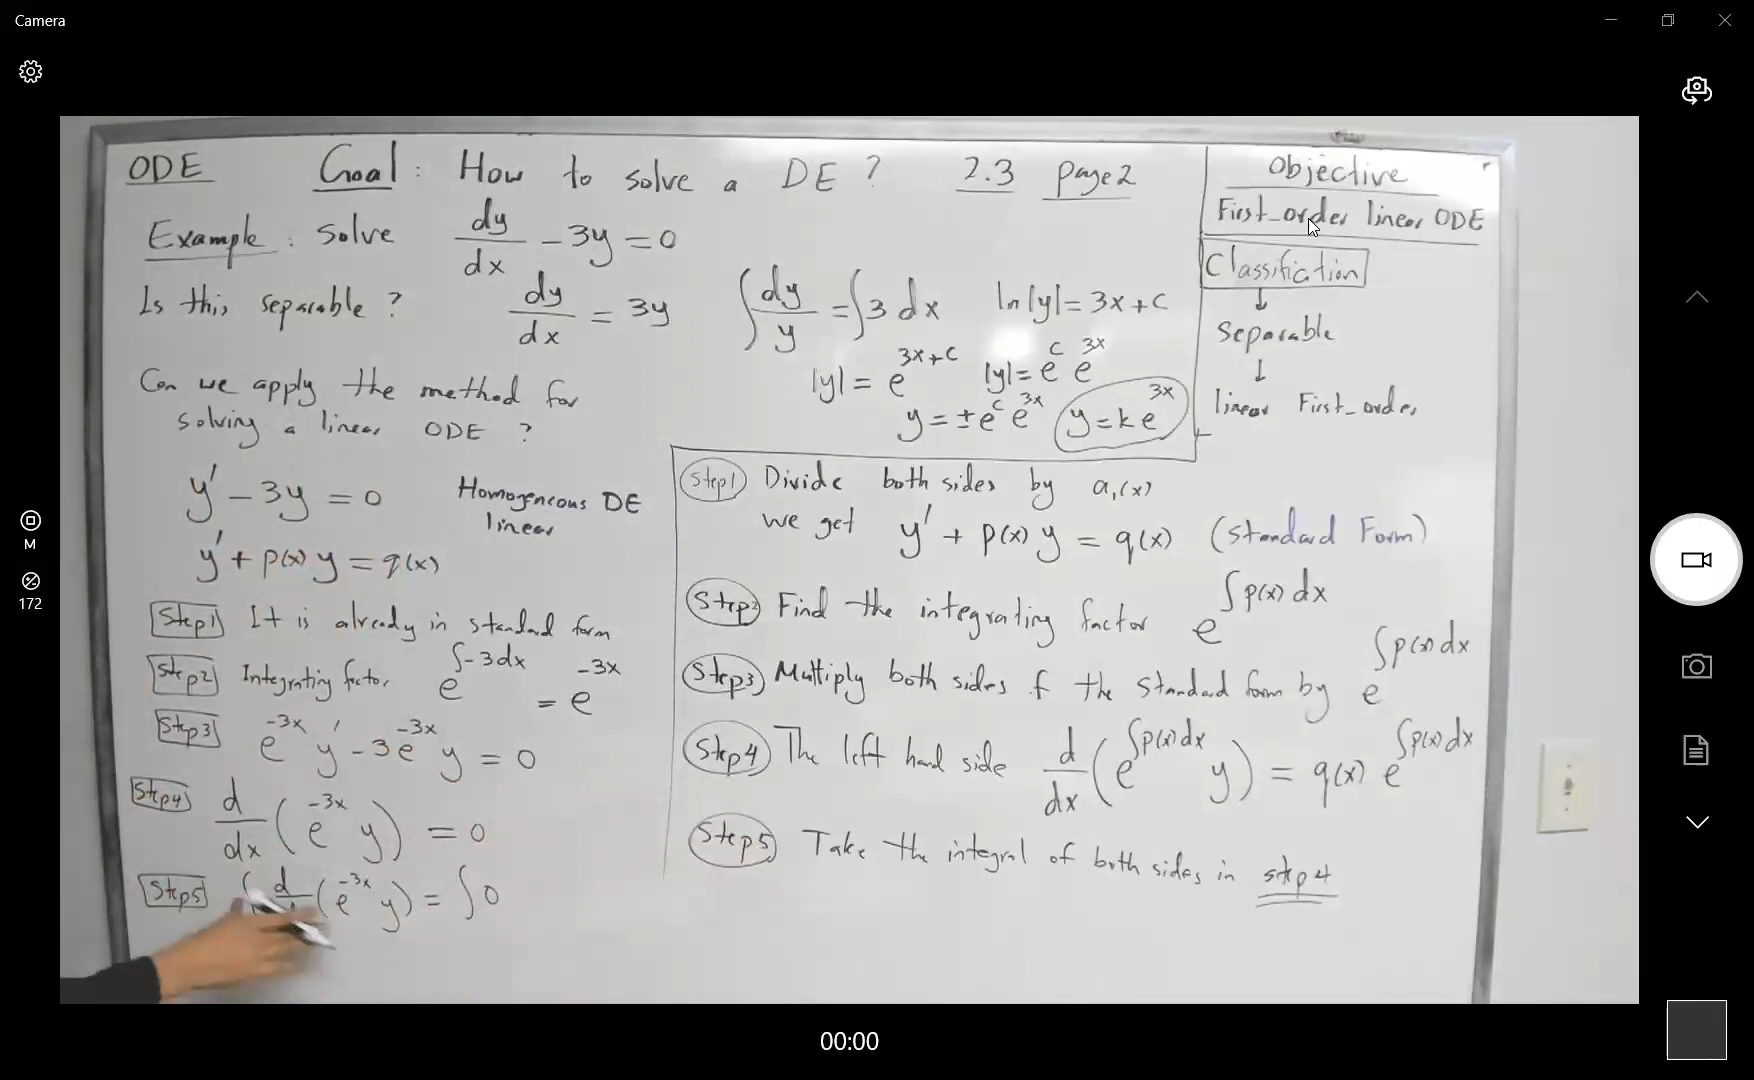 Camera
ODE Goal: How to solve a DE? 2.3 page 2
Example: solve dy/dx - 3y = 0
Is this separable? dy/dx = 3y ∫ dy/y = ∫ 3 dx ln|y| = 3x + c
|y| = e^(3x+c) |y| = e^c e^(3x)
y = ± e^c e^(3x) y = k e^(3x)
Can we apply the method for
solving a linear ODE ?
y' - 3y = 0 Homogeneous DE
linear
y' + p(x) y = q(x)
Step1 It is already in standard form
Step2 Integrating factor e^(∫-3dx) = e^(-3x)
Step3 e^(-3x) y' - 3 e^(-3x) y = 0
Step4 d/dx (e^(-3x) y) = 0
Step5 ∫ d (e^(-3x) y) = ∫ 0
Objective
First_order linear ODE
Classifiction
↓
Separable
↓
linear First_order
Step1 Divide both sides by a₁(x)
we get y' + p(x) y = q(x) (Standard Form)
Step2 Find the integrating factor e^(∫p(x)dx)
Step3 Multiply both sides of the standard form by e^(∫p(x)dx)
Step4 The left hand side d/dx (e^(∫p(x)dx) y) = q(x) e^(∫p(x)dx)
Step5 Take the integral of both sides in step 4
M
172
00:00